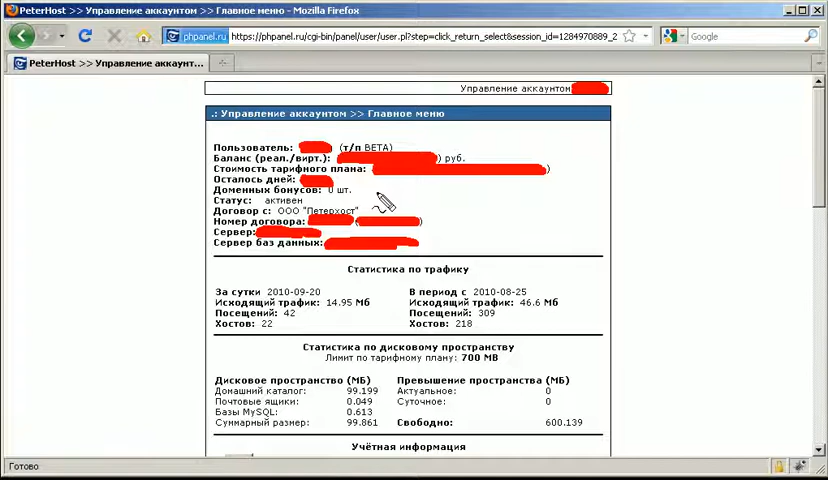 PeterHost >> Управление аккаунтом >> Главное меню - Mozilla Firefox
phpanel.ru https://phpanel.ru/cgi-bin/panel/user/user.pl?step=click_return_select&session_id=1284970889_2 Google
PeterHost >> Управление аккаунт...
Управление аккаунтом
.: Управление аккаунтом >> Главное меню
Пользователь: (т/п BETA)
Баланс (реал./вирт.): ) руб.
Стоимость тарифного плана: )
Осталось дней:
Доменных бонусов: 0 шт.
Статус: активен
Договор с: ООО "Петерхост"
Номер договора: ( )
Сервер:
Сервер баз данных:
Статистика по трафику
За сутки 2010-09-20
Исходящий трафик: 14.95 Мб
Посещений: 42
Хостов: 22
В период с 2010-08-25
Исходящий трафик: 46.6 Мб
Посещений: 309
Хостов: 218
Статистика по дисковому пространству
Лимит по тарифному плану: 700 MB
Дисковое пространство (МБ)
Домашний каталог: 99.199
Почтовые ящики: 0.049
Базы MySQL: 0.613
Суммарный размер: 99.861
Превышение пространства (МБ)
Актуальное: 0
Суточное: 0
Свободно: 600.139
Учётная информация
Готово